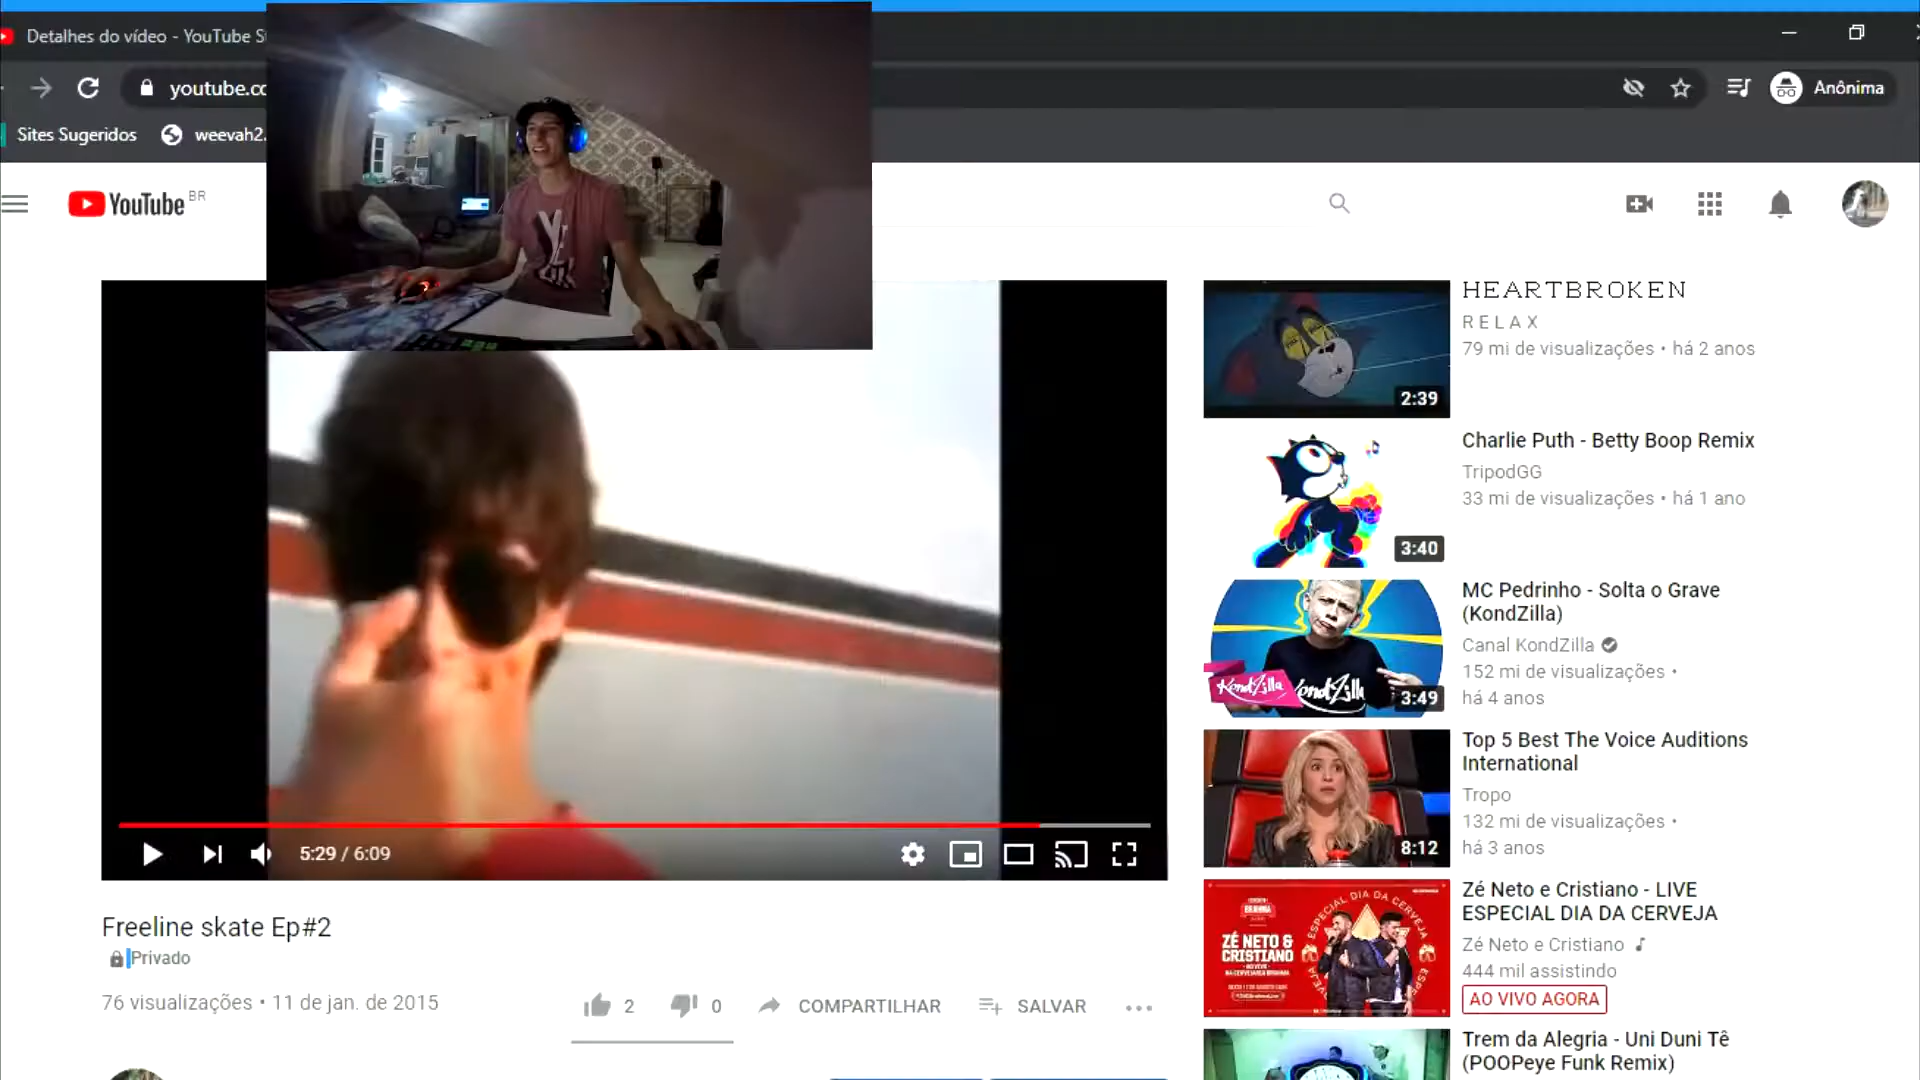 Detalhes do vídeo - YouTube S
youtube.co
Anônima
Sites Sugeridos
weevah2.
YouTube BR
HEARTBROKEN
RELAX
79 mi de visualizações • há 2 anos
2:39
Charlie Puth - Betty Boop Remix
TripodGG
33 mi de visualizações • há 1 ano
3:40
MC Pedrinho - Solta o Grave
(KondZilla)
Canal KondZilla
152 mi de visualizações •
há 4 anos
KondZilla
ondZilla
3:49
Top 5 Best The Voice Auditions
International
Tropo
132 mi de visualizações •
há 3 anos
8:12
Zé Neto e Cristiano - LIVE
ESPECIAL DIA DA CERVEJA
Zé Neto e Cristiano
444 mil assistindo
AO VIVO AGORA
ESPECIAL DIA DA CERVEJA
ZÉ NETO &
CRISTIANO
Trem da Alegria - Uni Duni Tê
(POOPeye Funk Remix)
5:29 / 6:09
Freeline skate Ep#2
Privado
76 visualizações • 11 de jan. de 2015
2
0
COMPARTILHAR
SALVAR